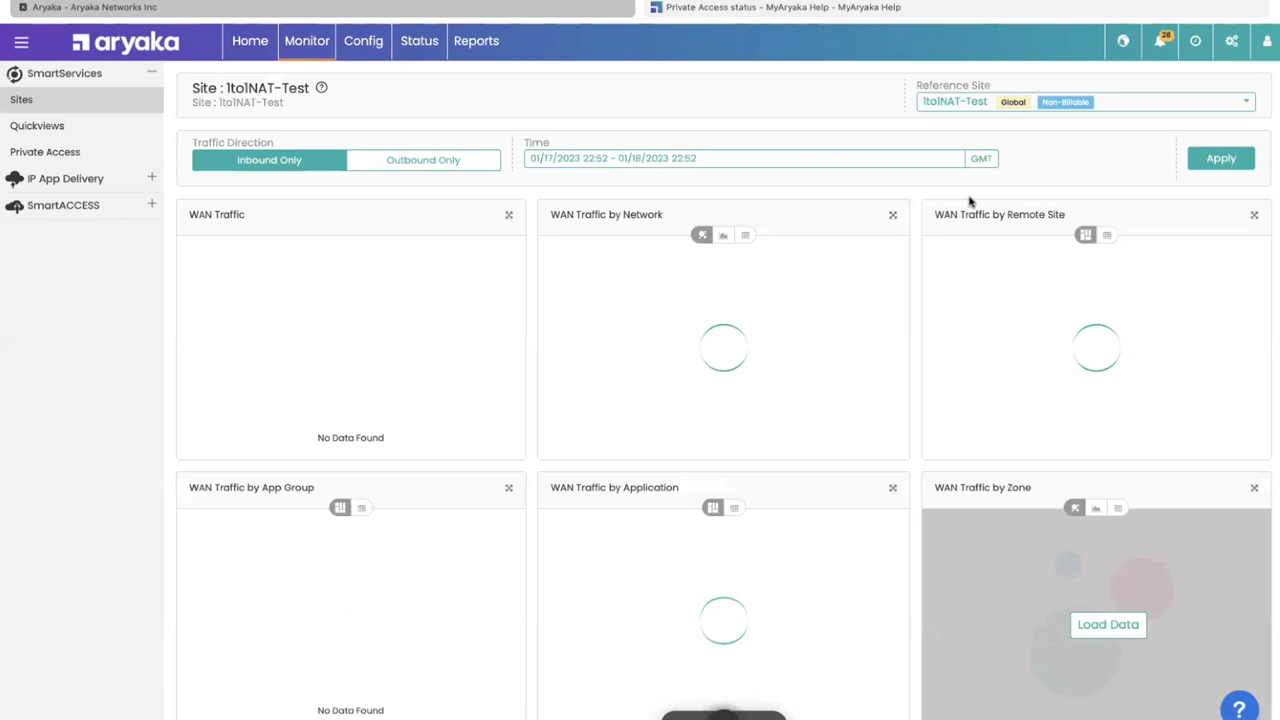 Aryaka - Aryaka Networks Inc
Private Access status - MyAryaka Help - MyAryaka Help
aryaka
Home
Monitor
Config
Status
Reports
28
SmartServices
Sites
Quickviews
Private Access
IP App Delivery
SmartACCESS
Site : 1to1NAT-Test
Site : 1to1NAT-Test
Reference Site
1to1NAT-Test Global Non-Billable
Traffic Direction
Inbound Only
Outbound Only
Time
01/17/2023 22:52 - 01/18/2023 22:52
GMT
Apply
WAN Traffic
No Data Found
WAN Traffic by Network
WAN Traffic by Remote Site
WAN Traffic by App Group
No Data Found
WAN Traffic by Application
WAN Traffic by Zone
Load Data
?